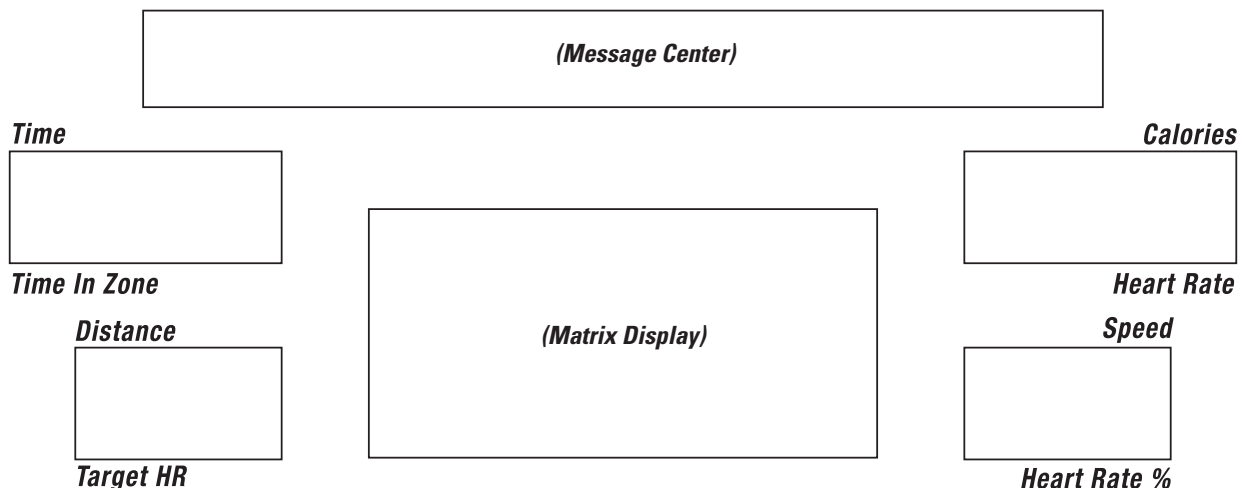 (Message Center)
Time
Calories
Time In Zone
Heart Rate
Distance
(Matrix Display)
Speed
Target HR
Heart Rate %